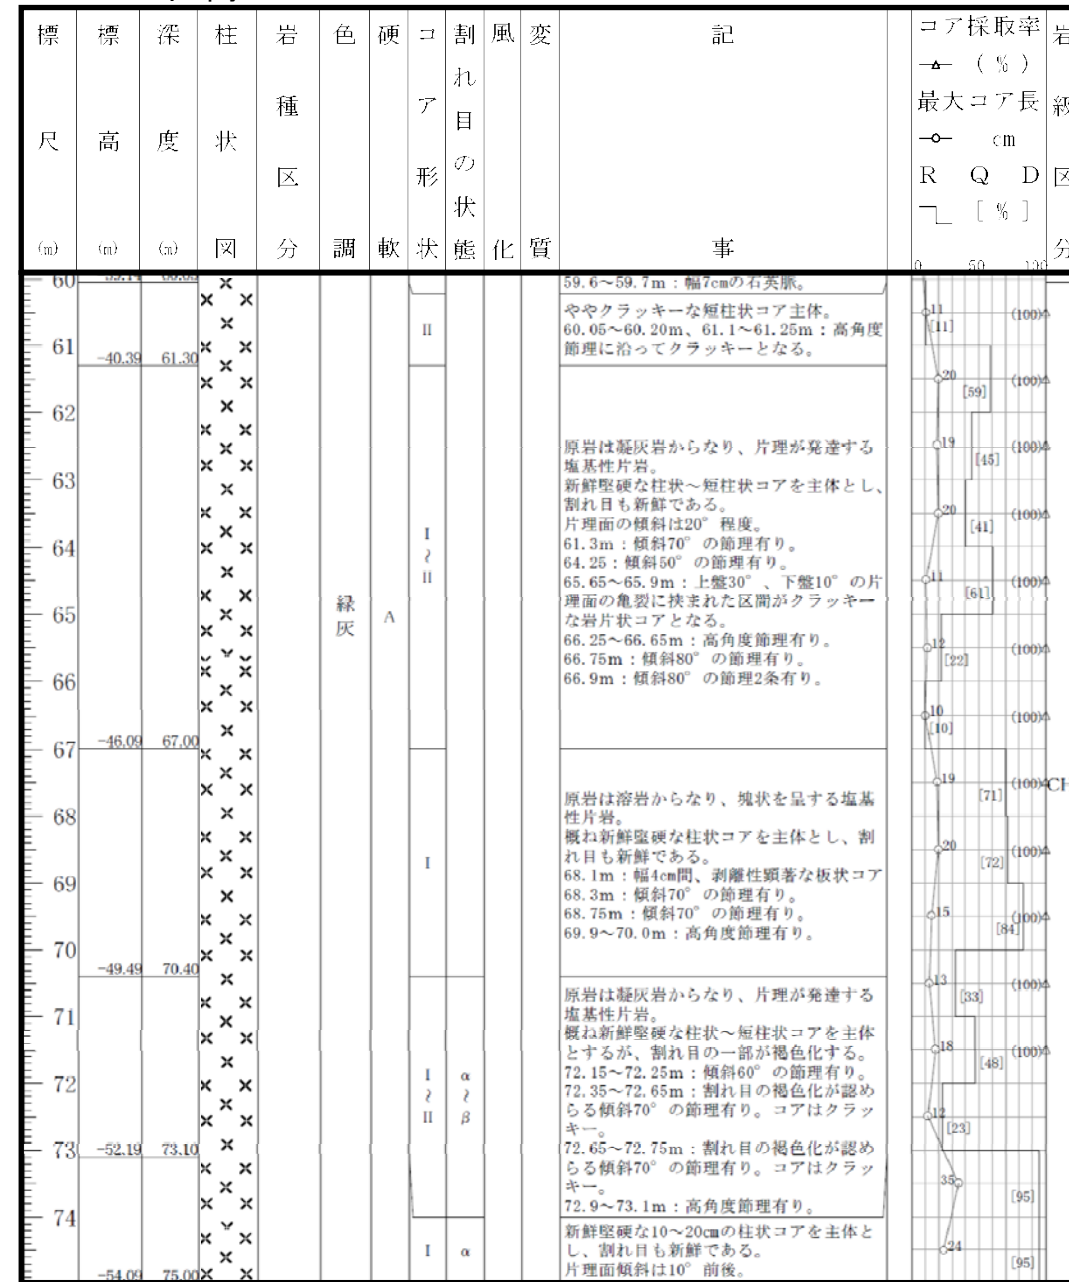 標尺(m)
標高(m)
深度(m)
柱状図
岩種区分
色調
硬軟
コア形状
割れ目の状態
風化
変質
記事
コア採取率
(%)
最大コア長
cm
RQD
[%]
0 50 100
岩級区分
60
61
62
63
64
65
66
67
68
69
70
71
72
73
74
-40.39 61.30
-46.09 67.00
-49.49 70.40
-52.19 73.10
-54.09 75.00
緑灰
A
II
I~II
I
I~II
I
α~β
α
59.6~59.7m:幅7cmの石英脈。
ややクラッキーな短柱状コア主体。
60.05~60.20m、61.1~61.25m:高角度
節理に沿ってクラッキーとなる。
原岩は凝灰岩からなり、片理が発達する
塩基性片岩。
新鮮堅硬な柱状~短柱状コアを主体とし、
割れ目も新鮮である。
片理面の傾斜は20°程度。
61.3m:傾斜70°の節理有り。
64.25:傾斜50°の節理有り。
65.65~65.9m:上盤30°、下盤10°の片
理面の亀裂に挟まれた区間がクラッキー
な岩片状コアとなる。
66.25~66.65m:高角度節理有り。
66.75m:傾斜80°の節理有り。
66.9m:傾斜80°の節理2条有り。
原岩は溶岩からなり、塊状を呈する塩基
性片岩。
概ね新鮮堅硬な柱状コアを主体とし、割
れ目も新鮮である。
68.1m:幅4cm間、剥離性顕著な板状コア
68.3m:傾斜70°の節理有り。
68.75m:傾斜70°の節理有り。
69.9~70.0m:高角度節理有り。
原岩は凝灰岩からなり、片理が発達する
塩基性片岩。
概ね新鮮堅硬な柱状~短柱状コアを主体
とするが、割れ目の一部が褐色化する。
72.15~72.25m:傾斜60°の節理有り。
72.35~72.65m:割れ目の褐色化が認め
らる傾斜70°の節理有り。コアはクラッ
キー。
72.65~72.75m:割れ目の褐色化が認め
らる傾斜70°の節理有り。コアはクラッ
キー。
72.9~73.1m:高角度節理有り。
新鮮堅硬な10~20cmの柱状コアを主体と
し、割れ目も新鮮である。
片理面傾斜は10°前後。
11 [11] (100)
20 [59] (100)
19 [45] (100)
20 [41] (100)
11 [61] (100)
12 [22] (100)
10 [10] (100)
19 [71] (100)
20 [72] (100)
15 [84] (100)
13 [33] (100)
18 [48] (100)
12 [23]
35 [95]
24 [95]
CH